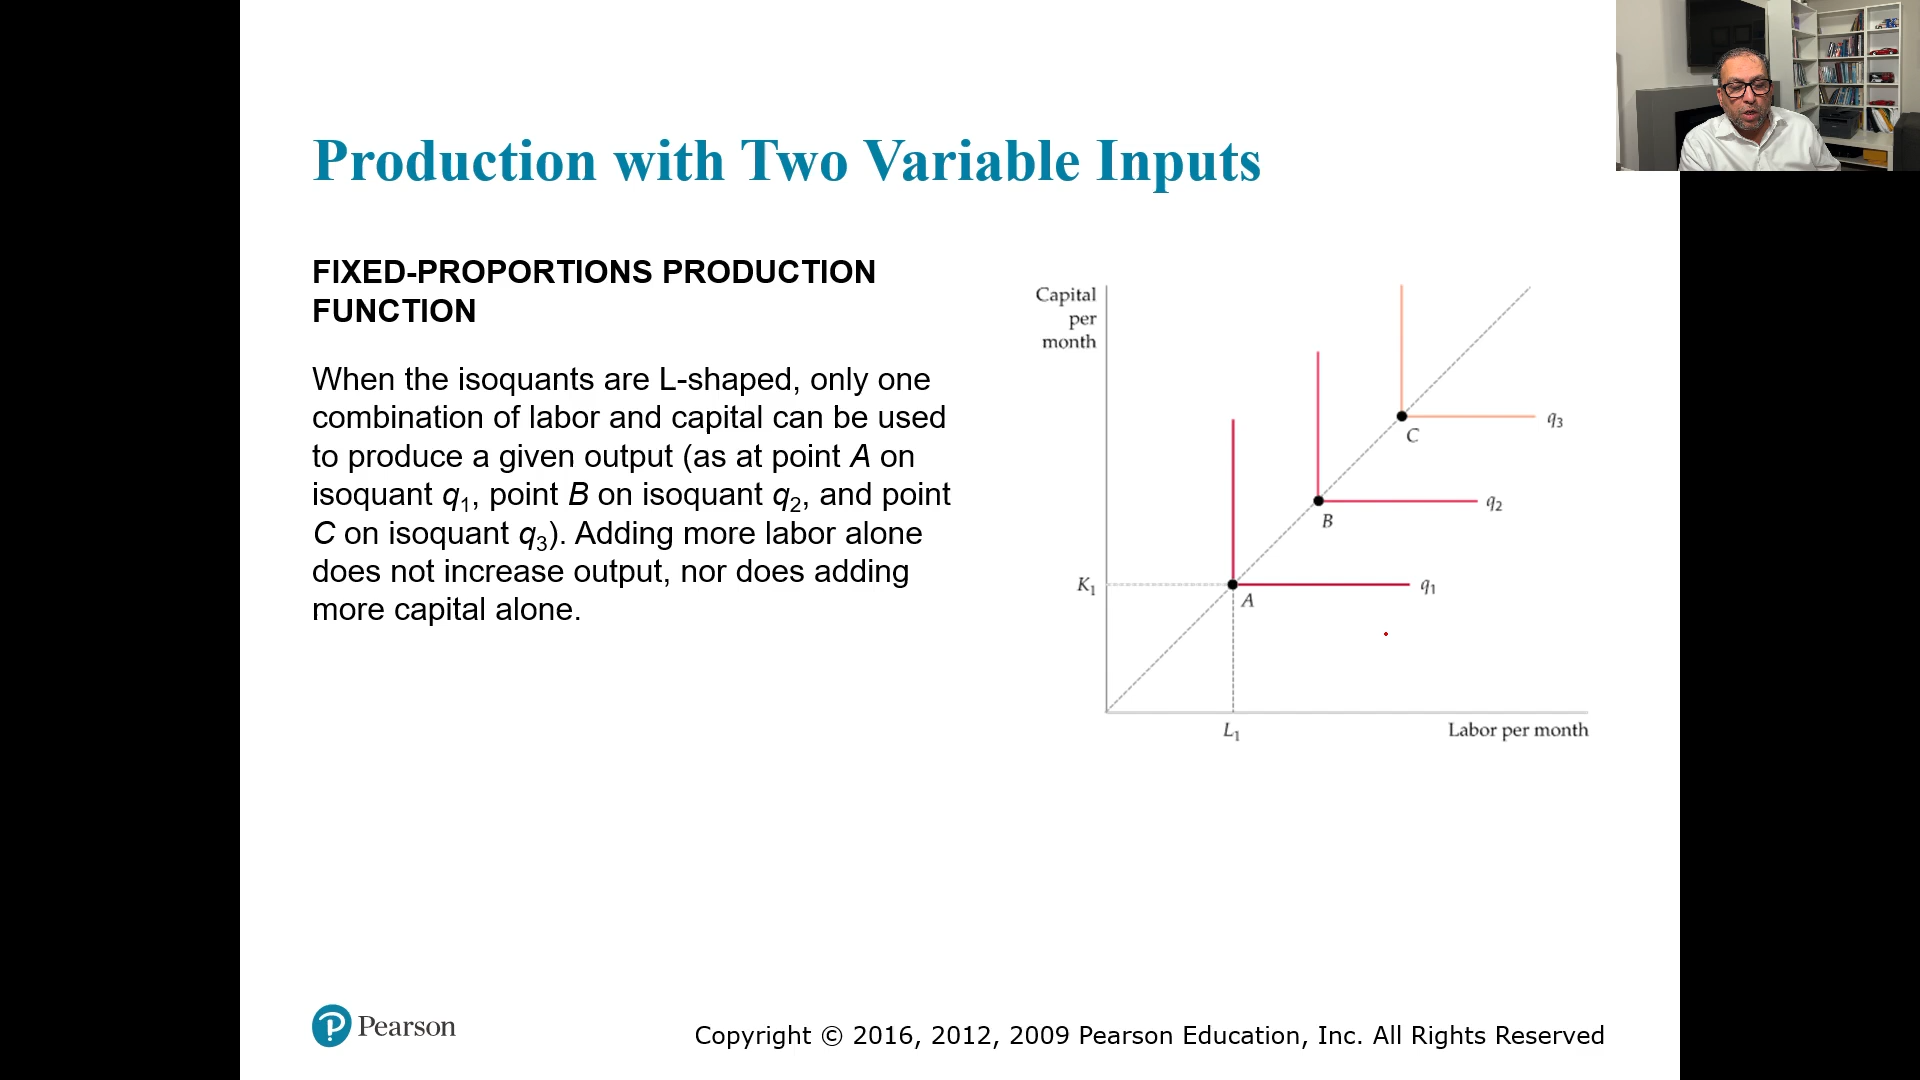 Production with Two Variable Inputs
FIXED-PROPORTIONS PRODUCTION
FUNCTION
When the isoquants are L-shaped, only one
combination of labor and capital can be used
to produce a given output (as at point A on
isoquant q₁, point B on isoquant q₂, and point
C on isoquant q₃). Adding more labor alone
does not increase output, nor does adding
more capital alone.
Capital
per
month
q₃
C
q₂
B
K₁
q₁
A
L₁
Labor per month
Pearson
Copyright © 2016, 2012, 2009 Pearson Education, Inc. All Rights Reserved